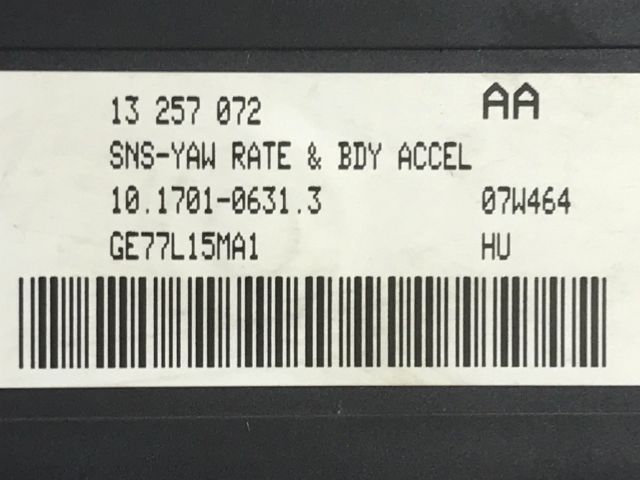 13 257 072 AA
SNS-YAW RATE & BDY ACCEL
10.1701-0631.3 07W464
GE77L15MA1 HU